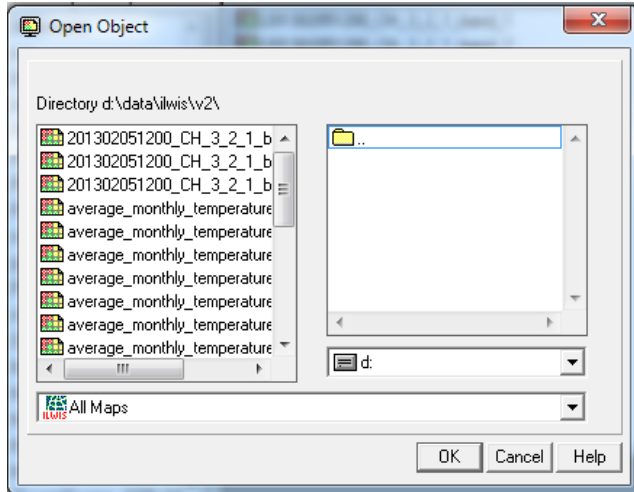 Open Object
Directory d:\data\ilwis\v2\
201302051200_CH_3_2_1_b
201302051200_CH_3_2_1_b
201302051200_CH_3_2_1_b
average_monthly_temperature
average_monthly_temperature
average_monthly_temperature
average_monthly_temperature
average_monthly_temperature
average_monthly_temperature
average_monthly_temperature
..
d:
ILWIS All Maps
OK Cancel Help